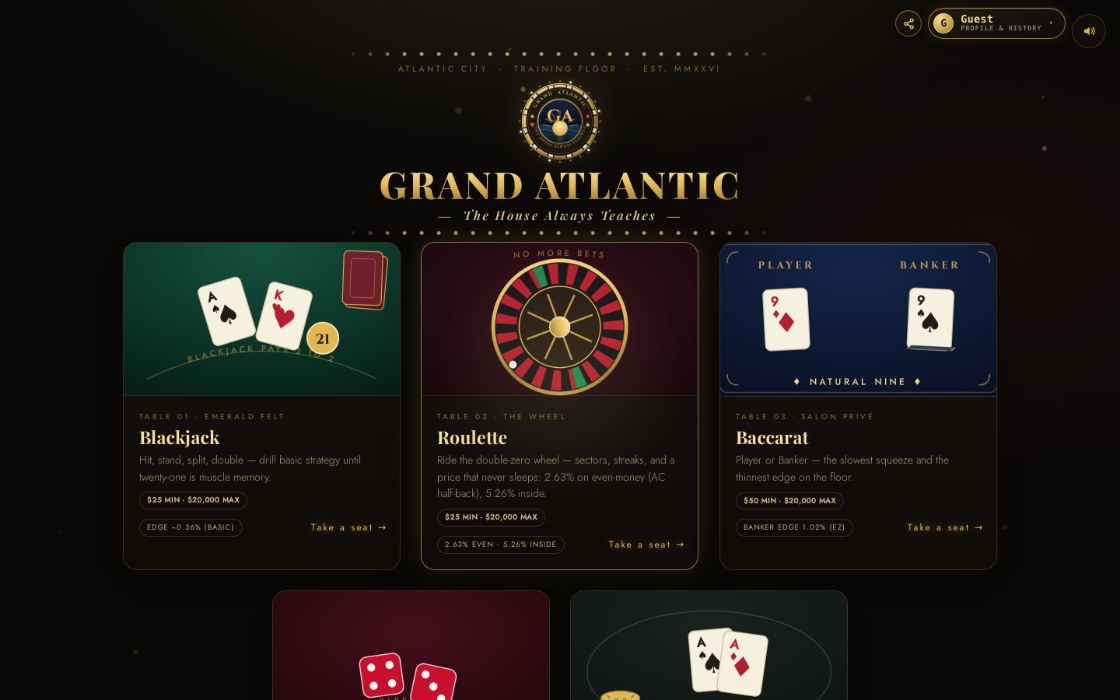 G
Guest
PROFILE & HISTORY
ATLANTIC CITY · TRAINING FLOOR · EST. MMXXVI
GRAND ATLANTIC
GA
GRAND ATLANTIC
— The House Always Teaches —
A
K
21
BLACKJACK PAYS 3 TO 2
NO MORE BETS
PLAYER
BANKER
9
9
♦ NATURAL NINE ♦
TABLE 01 · EMERALD FELT
Blackjack
Hit, stand, split, double — drill basic strategy until
twenty-one is muscle memory.
$25 MIN · $20,000 MAX
EDGE ~0.36% (BASIC)
Take a seat →
TABLE 02 · THE WHEEL
Roulette
Ride the double-zero wheel — sectors, streaks, and a
price that never sleeps: 2.63% on even-money (AC
half-back), 5.26% inside.
$25 MIN · $20,000 MAX
2.63% EVEN · 5.26% INSIDE
Take a seat →
TABLE 03 · SALON PRIVÉ
Baccarat
Player or Banker — the slowest squeeze and the
thinnest edge on the floor.
$50 MIN · $20,000 MAX
BANKER EDGE 1.02% (EZ)
Take a seat →
A
A